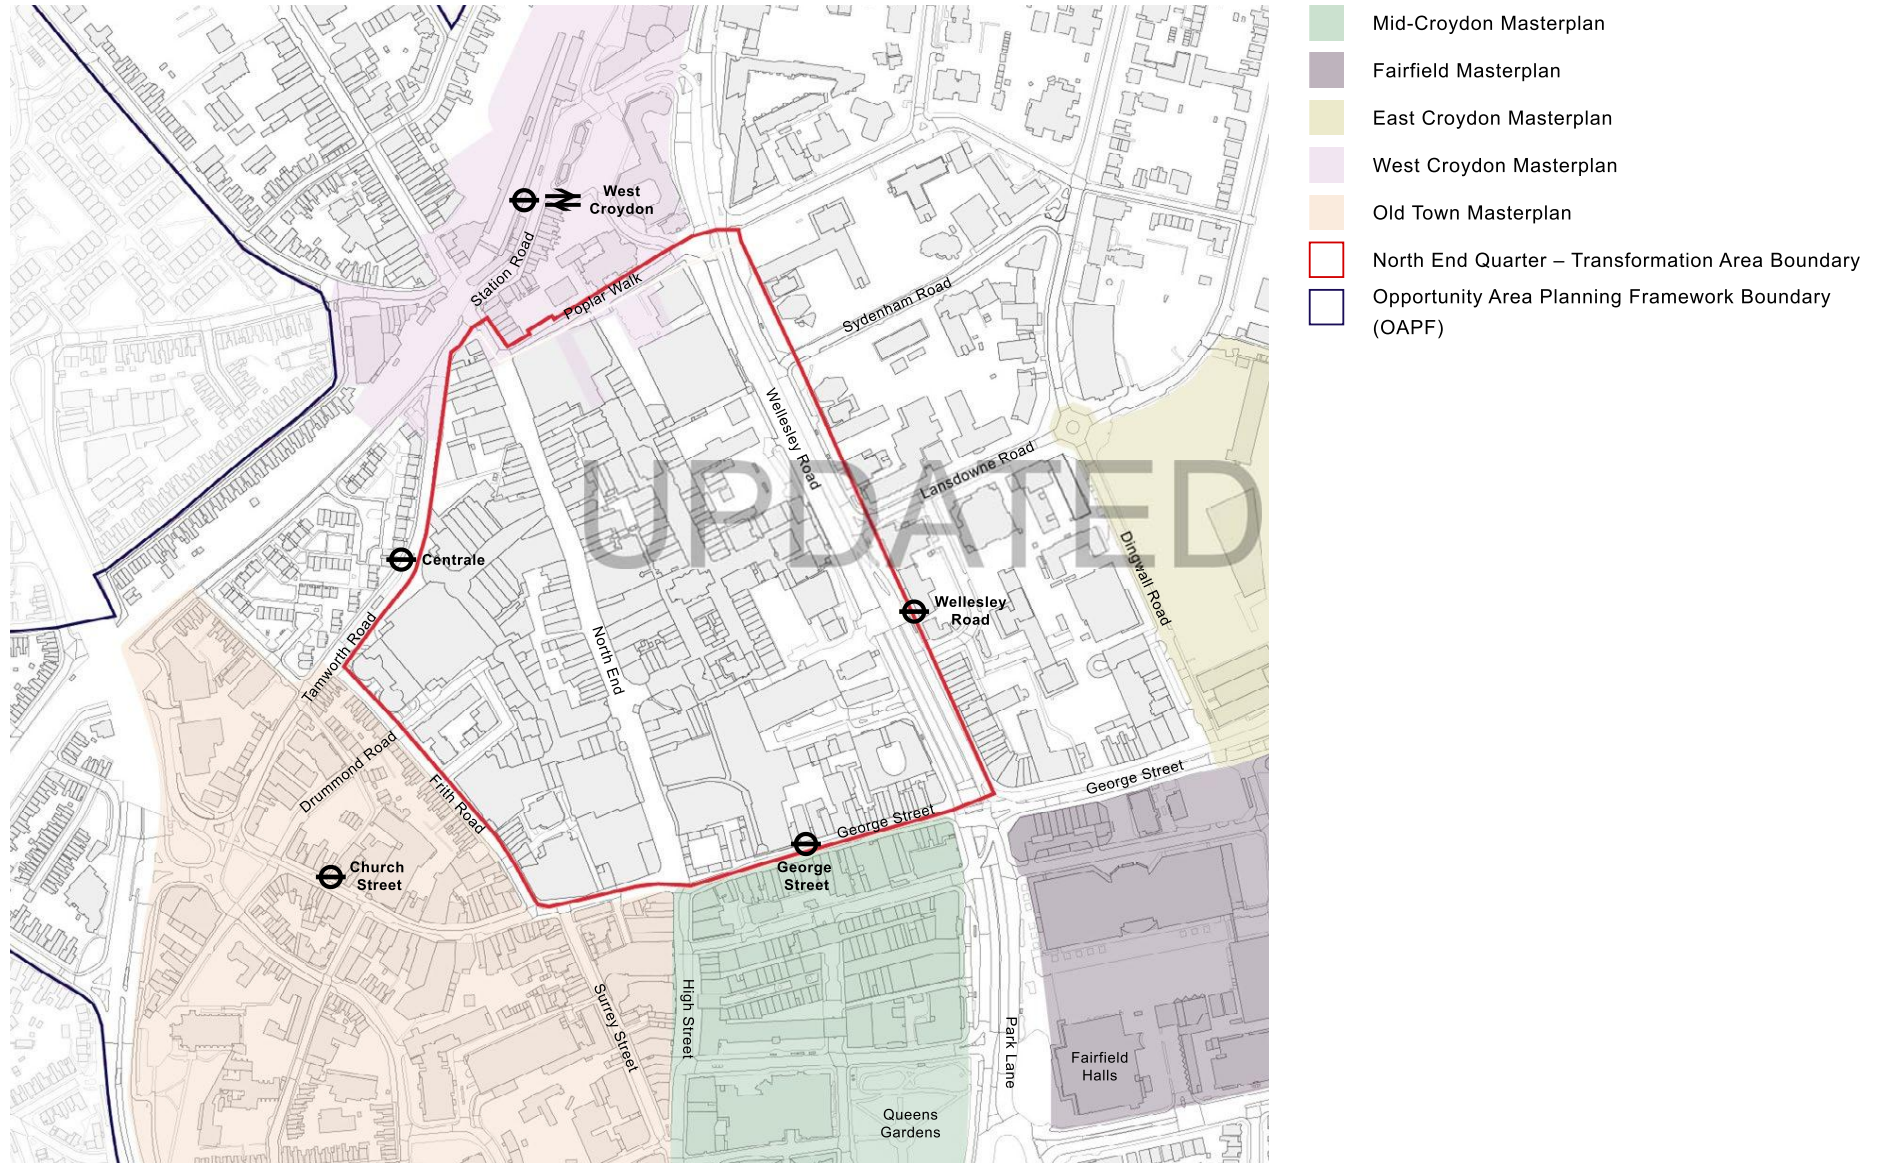 Mid-Croydon Masterplan
Fairfield Masterplan
East Croydon Masterplan
West Croydon Masterplan
Old Town Masterplan
North End Quarter – Transformation Area Boundary
Opportunity Area Planning Framework Boundary
(OAPF)
West
Croydon
Station Road
Poplar Walk
Sydenham Road
Wellesley Road
Lansdowne Road
UPDATED
Dingwall Road
Centrale
Wellesley
Road
Tamworth Road
North End
Drummond Road
Frith Road
George Street
George Street
George
Street
Church
Street
Surrey Street
High Street
Park Lane
Fairfield
Halls
Queens
Gardens